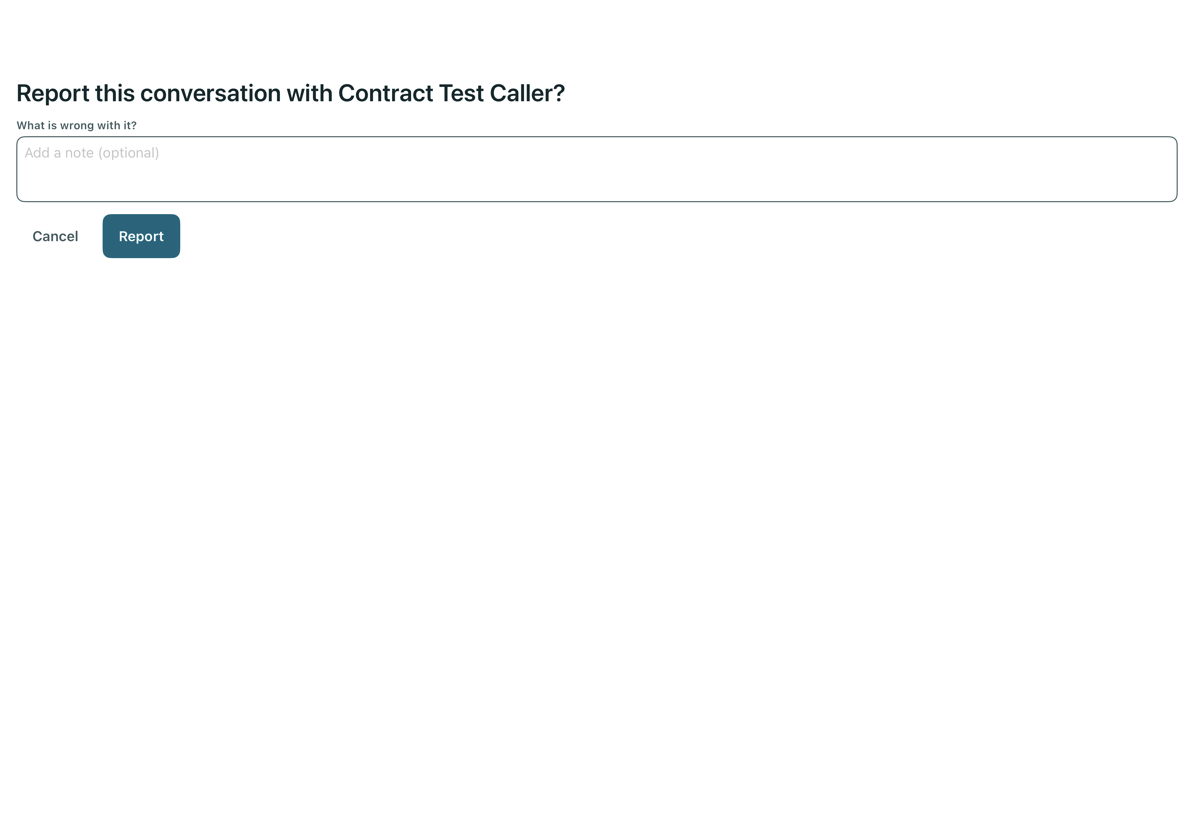 Report this conversation with Contract Test Caller?
What is wrong with it?
Add a note (optional)
Cancel
Report